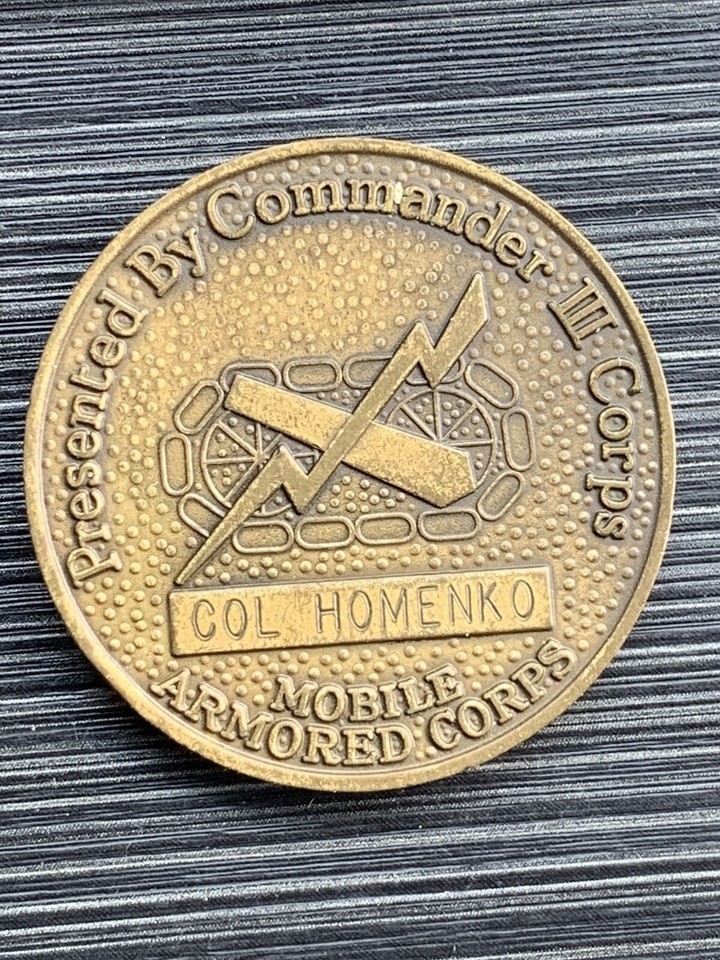 Presented By Commander III Corps
COL HOMENKO
MOBILE
ARMORED CORPS